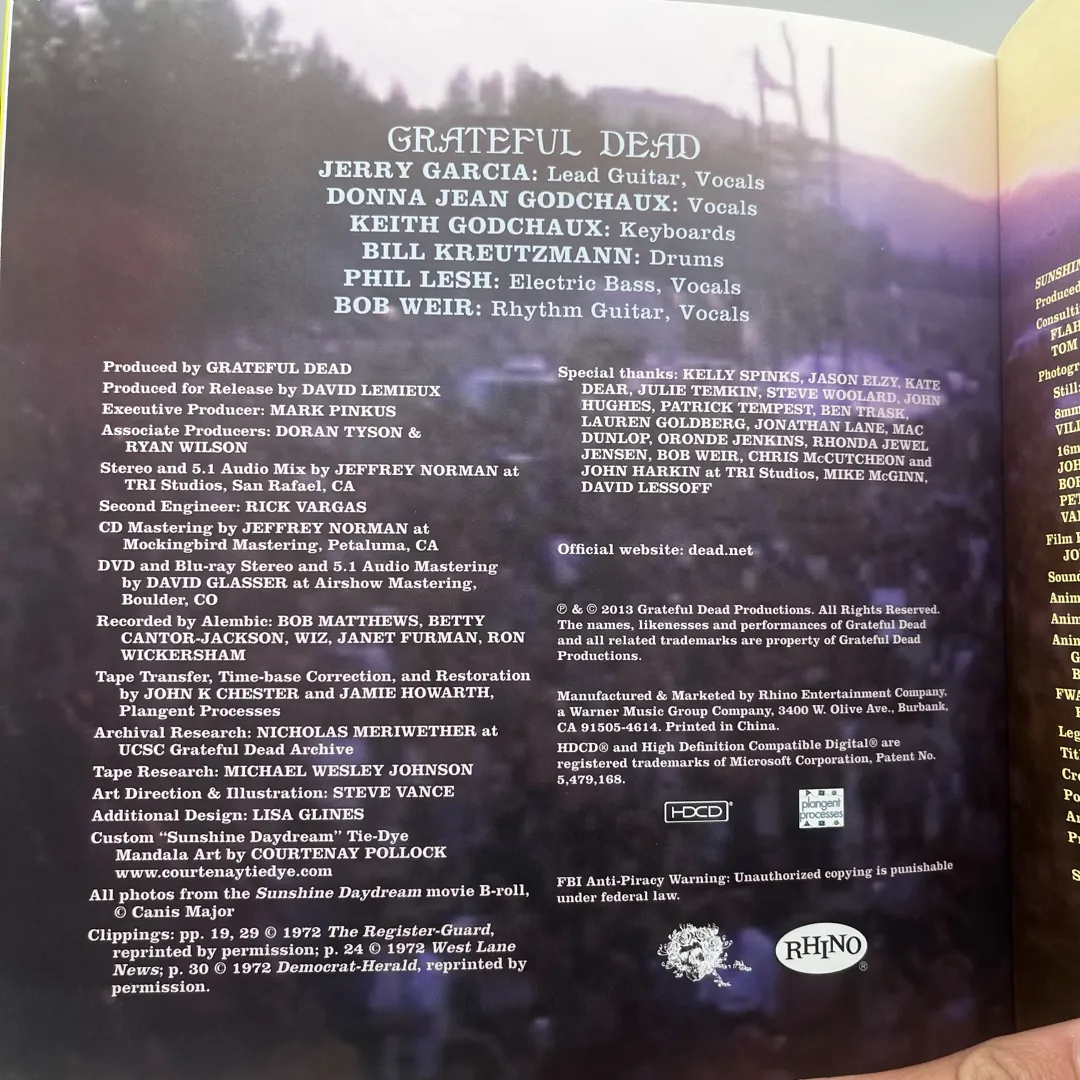 GRATEFUL DEAD
JERRY GARCIA: Lead Guitar, Vocals
DONNA JEAN GODCHAUX: Vocals
KEITH GODCHAUX: Keyboards
BILL KREUTZMANN: Drums
PHIL LESH: Electric Bass, Vocals
BOB WEIR: Rhythm Guitar, Vocals
Produced by GRATEFUL DEAD
Produced for Release by DAVID LEMIEUX
Executive Producer: MARK PINKUS
Associate Producers: DORAN TYSON &
RYAN WILSON
Stereo and 5.1 Audio Mix by JEFFREY NORMAN at
TRI Studios, San Rafael, CA
Second Engineer: RICK VARGAS
CD Mastering by JEFFREY NORMAN at
Mockingbird Mastering, Petaluma, CA
DVD and Blu-ray Stereo and 5.1 Audio Mastering
by DAVID GLASSER at Airshow Mastering,
Boulder, CO
Recorded by Alembic: BOB MATTHEWS, BETTY
CANTOR-JACKSON, WIZ, JANET FURMAN, RON
WICKERSHAM
Tape Transfer, Time-base Correction, and Restoration
by JOHN K CHESTER and JAMIE HOWARTH,
Plangent Processes
Archival Research: NICHOLAS MERIWETHER at
UCSC Grateful Dead Archive
Tape Research: MICHAEL WESLEY JOHNSON
Art Direction & Illustration: STEVE VANCE
Additional Design: LISA GLINES
Custom “Sunshine Daydream” Tie-Dye
Mandala Art by COURTENAY POLLOCK
www.courtenaytiedye.com
All photos from the Sunshine Daydream movie B-roll,
© Canis Major
Clippings: pp. 19, 29 © 1972 The Register-Guard,
reprinted by permission; p. 24 © 1972 West Lane
News; p. 30 © 1972 Democrat-Herald, reprinted by
permission.
Special thanks: KELLY SPINKS, JASON ELZY, KATE
DEAR, JULIE TEMKIN, STEVE WOOLARD, JOHN
HUGHES, PATRICK TEMPEST, BEN TRASK,
LAUREN GOLDBERG, JONATHAN LANE, MAC
DUNLOP, ORONDE JENKINS, RHONDA JEWEL
JENSEN, BOB WEIR, CHRIS McCUTCHEON and
JOHN HARKIN at TRI Studios, MIKE McGINN,
DAVID LESSOFF
Official website: dead.net
℗ & © 2013 Grateful Dead Productions. All Rights Reserved.
The names, likenesses and performances of Grateful Dead
and all related trademarks are property of Grateful Dead
Productions.
Manufactured & Marketed by Rhino Entertainment Company,
a Warner Music Group Company, 3400 W. Olive Ave., Burbank,
CA 91505-4614. Printed in China.
HDCD® and High Definition Compatible Digital® are
registered trademarks of Microsoft Corporation, Patent No.
5,479,168.
HDCD®
plangent
processes
FBI Anti-Piracy Warning: Unauthorized copying is punishable
under federal law.
RHINO®
Produced
Still:
8mm
16m
Film
Sound